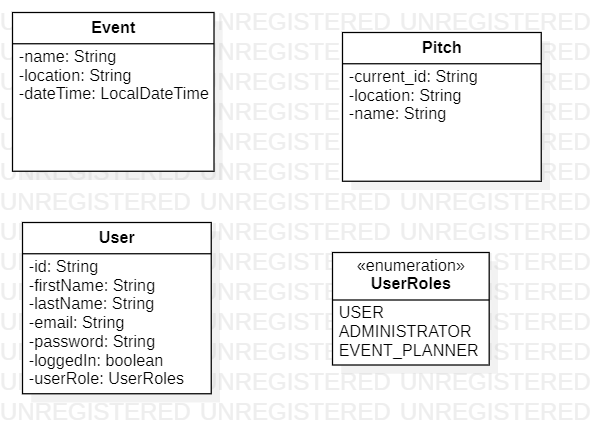 Event
-name: String
-location: String
-dateTime: LocalDateTime
Pitch
-current_id: String
-location: String
-name: String
User
-id: String
-firstName: String
-lastName: String
-email: String
-password: String
-loggedIn: boolean
-userRole: UserRoles
«enumeration»
UserRoles
USER
ADMINISTRATOR
EVENT_PLANNER
UNREGISTERED UNREGISTERED UNREGISTERED